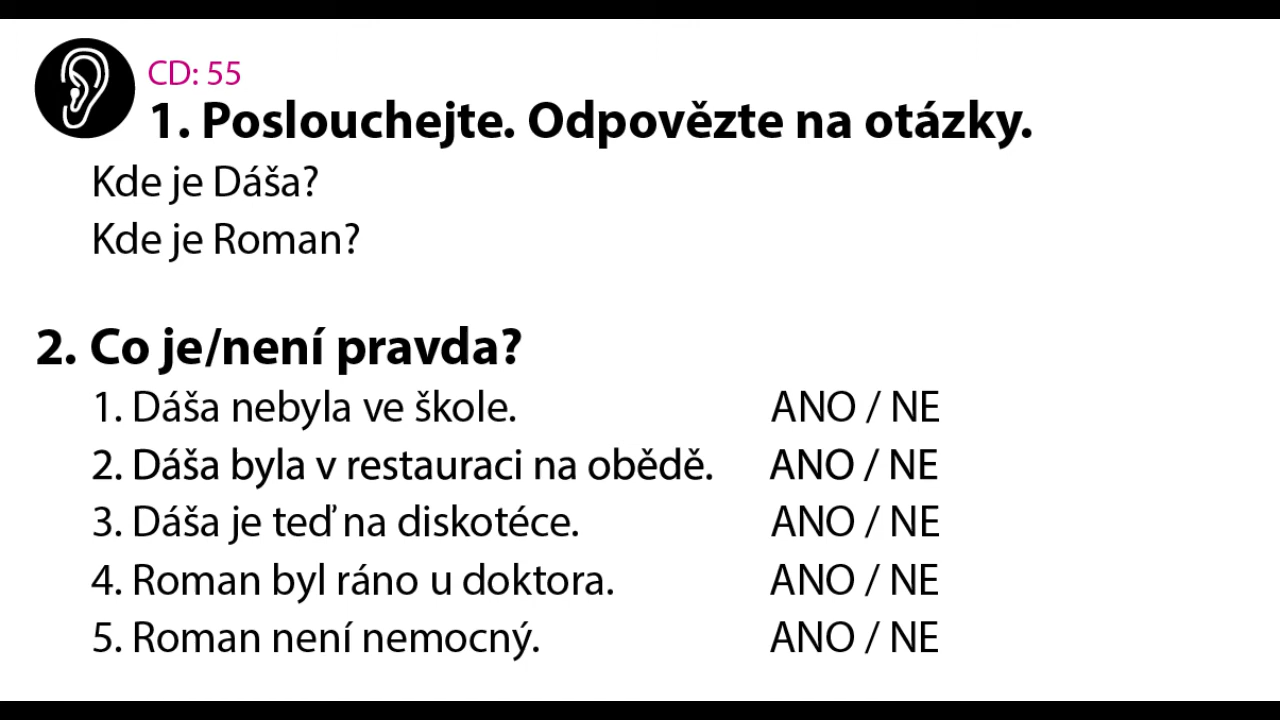 CD: 55
1. Poslouchejte. Odpovězte na otázky.
Kde je Dáša?
Kde je Roman?
2. Co je/není pravda?
1. Dáša nebyla ve škole. ANO / NE
2. Dáša byla v restauraci na obědě. ANO / NE
3. Dáša je teď na diskotéce. ANO / NE
4. Roman byl ráno u doktora. ANO / NE
5. Roman není nemocný. ANO / NE